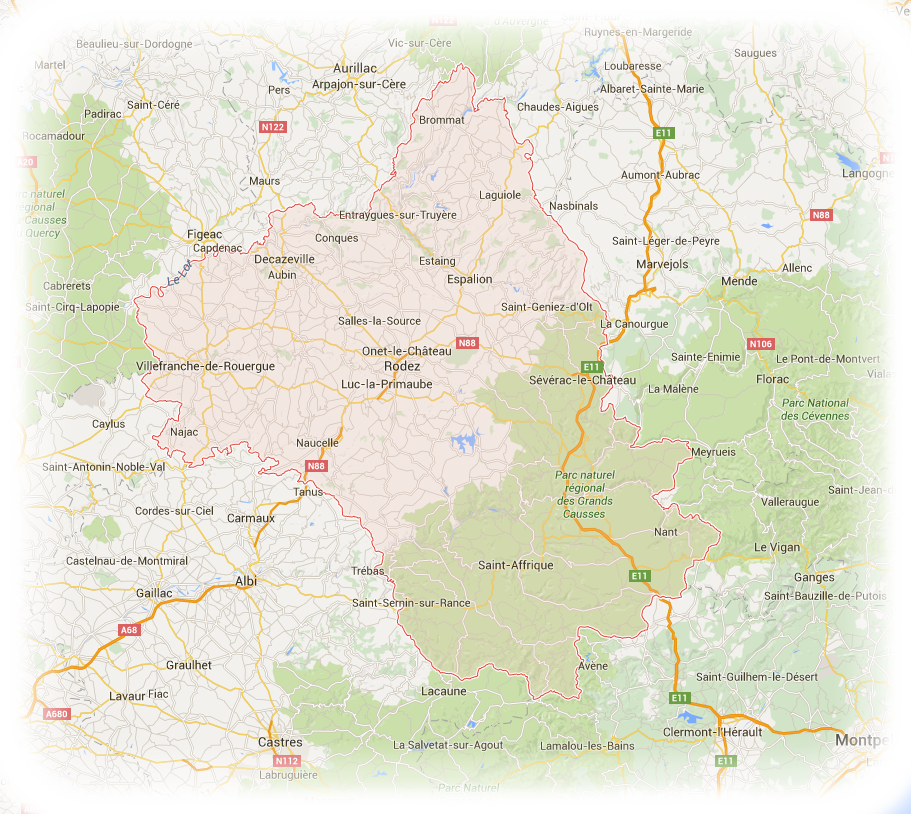 d'Auvergne
Ruynes-en-Margeride
Beaulieu-sur-Dordogne
Vic-sur-Cère
Saugues
Martel
Aurillac
Loubaresse
Arpajon-sur-Cère
Pers
Albaret-Sainte-Marie
Saint-Céré
Chaudes-Aigues
Padirac
Brommat
N122
E11
Rocamadour
20
Aumont-Aubrac
Langogne
Maurs
Laguiole
Nasbinals
Entraygues-sur-Truyère
N88
Figeac
Conques
Saint-Léger-de-Peyre
Capdenac
Decazeville
Estaing
Marvejols
Allenc
Aubin
Le Lot
Espalion
Mende
Cabrerets
Saint-Cirq-Lapopie
Saint-Geniez-d'Olt
Salles-la-Source
La Canourgue
N88
N106
Onet-le-Château
Sainte-Enimie
Le Pont-de-Montvert
Villefranche-de-Rouergue
Rodez
E11
Luc-la-Primaube
Sévérac-le-Château
La Malène
Florac
Parc National
des Cévennes
Caylus
Najac
Naucelle
Meyrueis
Saint-Antonin-Noble-Val
N88
Parc naturel
régional
des Grands
Causses
Tanus
Valleraugue
Cordes-sur-Ciel
Carmaux
Nant
Le Vigan
Castelnau-de-Montmiral
Saint-Affrique
Trébas
Albi
E11
Ganges
Gaillac
Saint-Sernin-sur-Rance
Saint-Bauzille-de-Putois
A68
Graulhet
Avène
Saint-Guilhem-le-Désert
Lacaune
Lavaur
Fiac
E11
A680
Clermont-l'Hérault
Castres
La Salvetat-sur-Agout
Lamalou-les-Bains
N112
E11
Labruguière
Parc Naturel